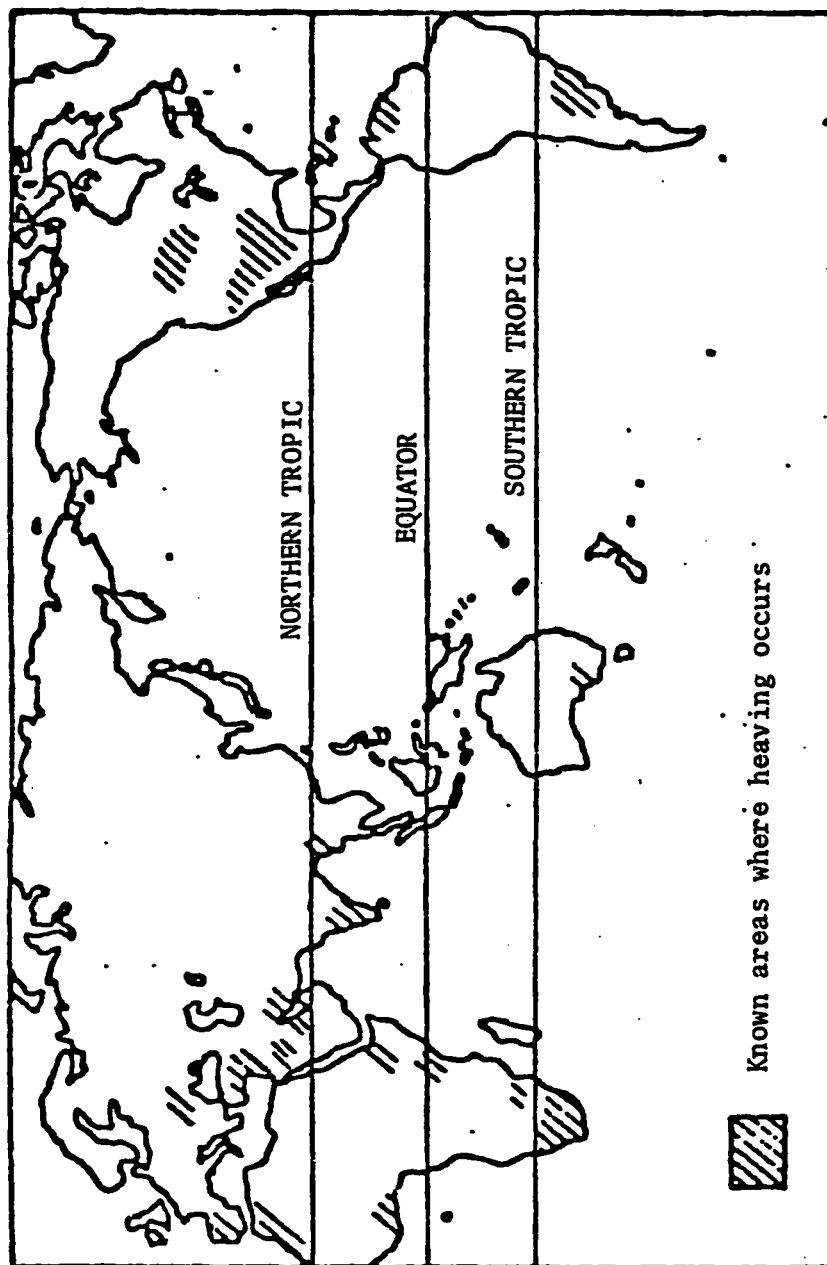 NORTHERN TROPIC
EQUATOR
SOUTHERN TROPIC
Known areas where heaving occurs